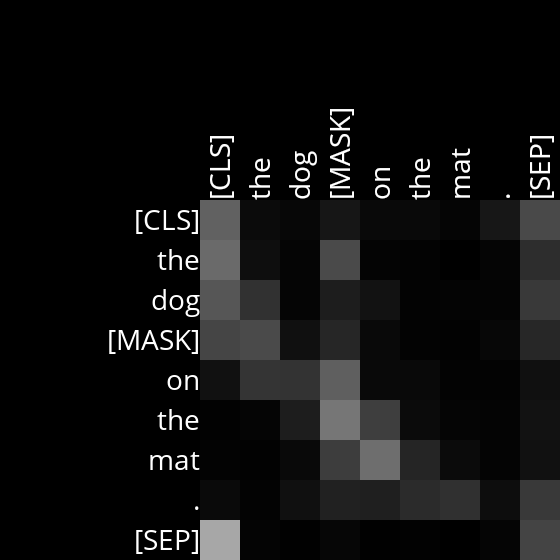 [CLS] the dog [MASK] on the mat . [SEP]
[CLS]
the
dog
[MASK]
on
the
mat
.
[SEP]